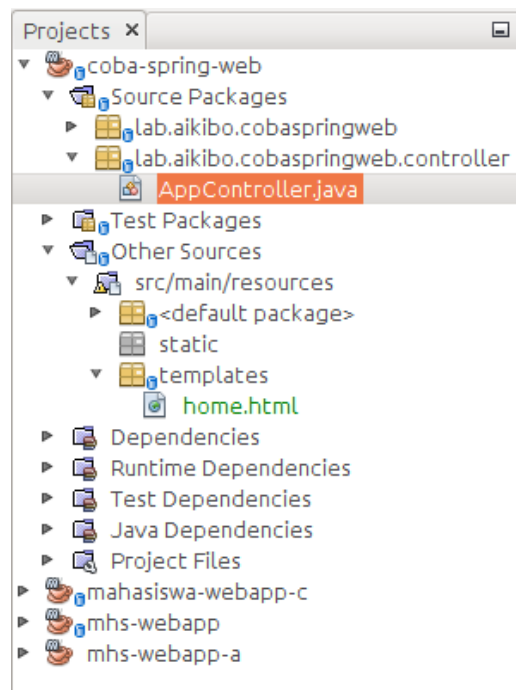 Projects
coba-spring-web
Source Packages
lab.aikibo.cobaspringweb
lab.aikibo.cobaspringweb.controller
AppController.java
Test Packages
Other Sources
src/main/resources
<default package>
static
templates
home.html
Dependencies
Runtime Dependencies
Test Dependencies
Java Dependencies
Project Files
mahasiswa-webapp-c
mhs-webapp
mhs-webapp-a